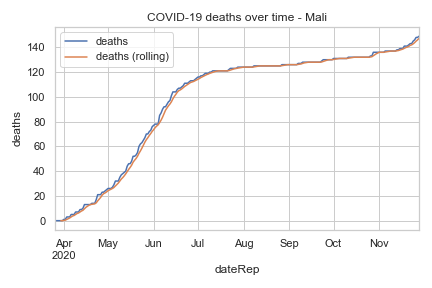 COVID-19 deaths over time - Mali
deaths
deaths (rolling)
140
120
100
80
60
40
20
0
deaths
Apr
2020
May
Jun
Jul
Aug
Sep
Oct
Nov
dateRep